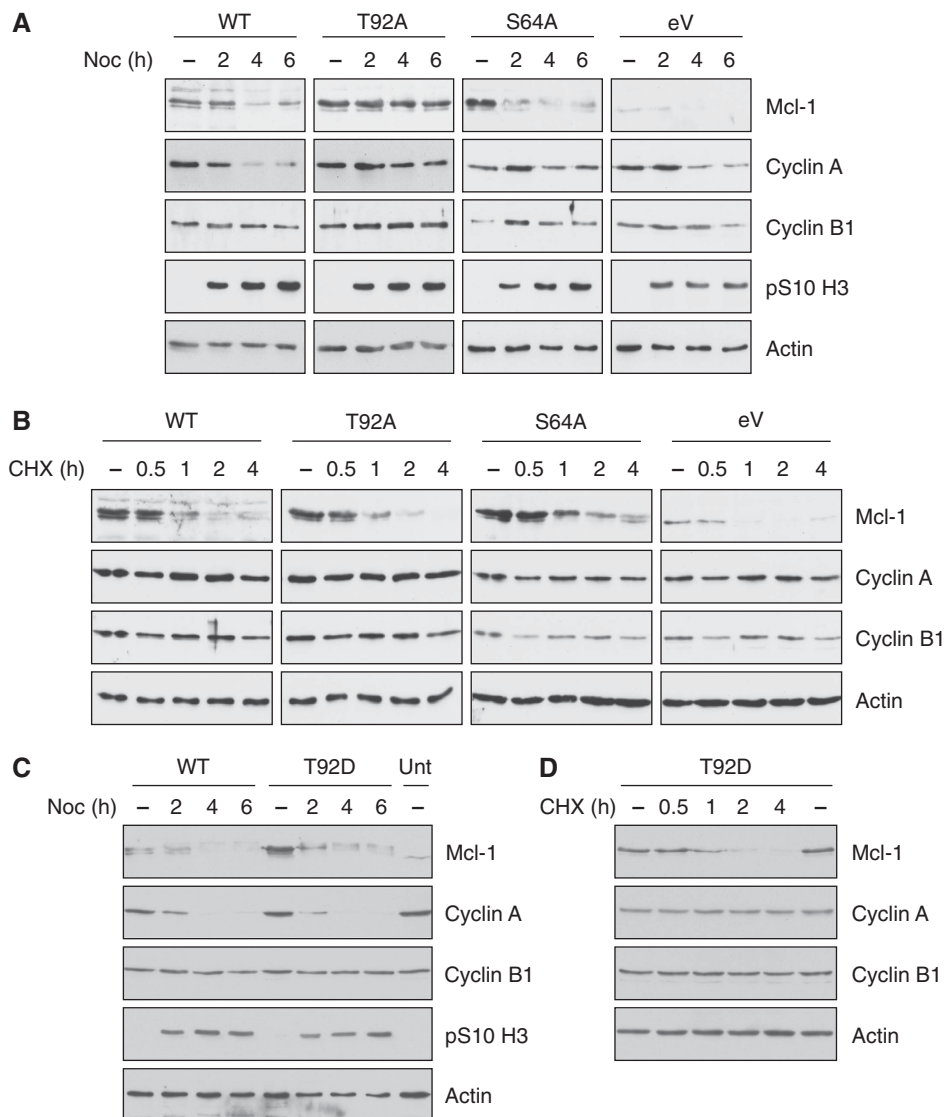 A
WT T92A S64A eV
Noc (h) – 2 4 6 – 2 4 6 – 2 4 6 – 2 4 6
Mcl-1
Cyclin A
Cyclin B1
pS10 H3
Actin
B
WT T92A S64A eV
CHX (h) – 0.5 1 2 4 – 0.5 1 2 4 – 0.5 1 2 4 – 0.5 1 2 4
Mcl-1
Cyclin A
Cyclin B1
Actin
C
WT T92D Unt
Noc (h) – 2 4 6 – 2 4 6 –
Mcl-1
Cyclin A
Cyclin B1
pS10 H3
Actin
D
T92D
CHX (h) – 0.5 1 2 4 –
Mcl-1
Cyclin A
Cyclin B1
Actin